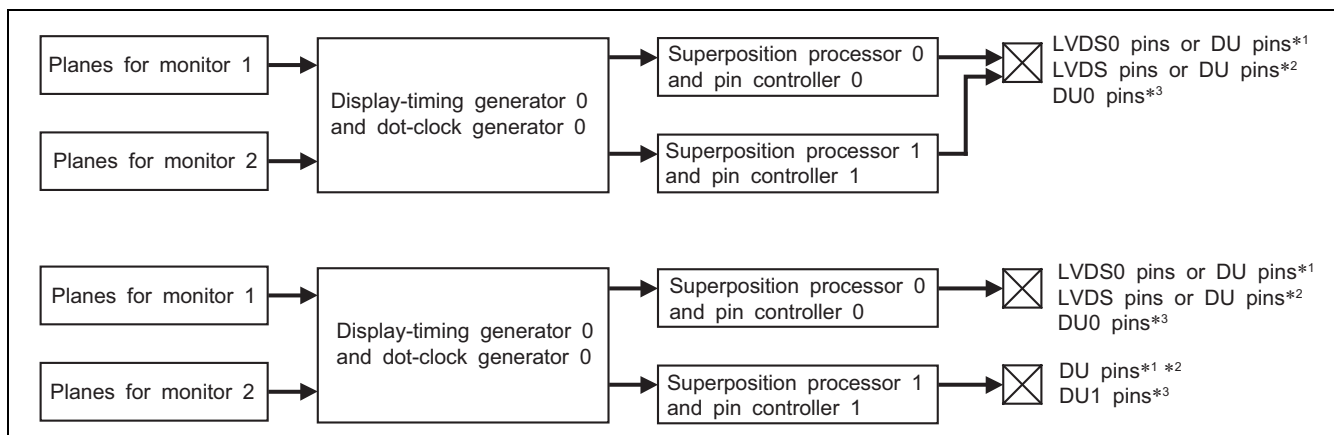 Planes for monitor 1
Planes for monitor 2
Display-timing generator 0
and dot-clock generator 0
Superposition processor 0
and pin controller 0
Superposition processor 1
and pin controller 1
LVDS0 pins or DU pins*1
LVDS pins or DU pins*2
DU0 pins*3
Planes for monitor 1
Planes for monitor 2
Display-timing generator 0
and dot-clock generator 0
Superposition processor 0
and pin controller 0
Superposition processor 1
and pin controller 1
LVDS0 pins or DU pins*1
LVDS pins or DU pins*2
DU0 pins*3
DU pins*1 *2
DU1 pins*3